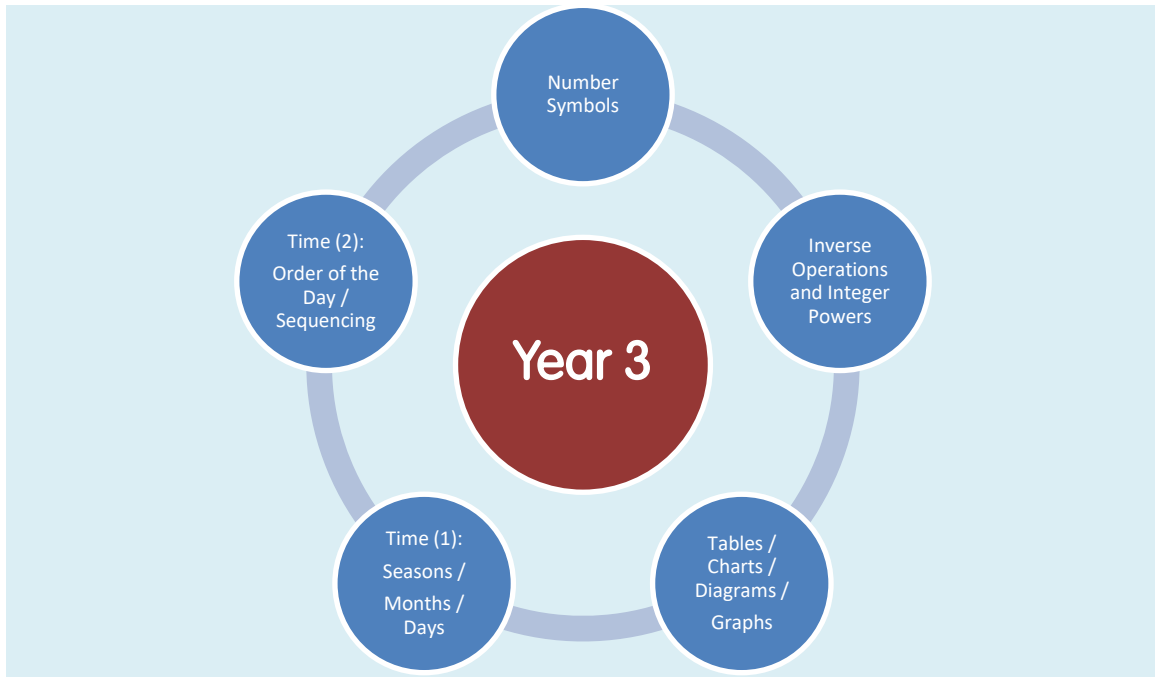 Number
Symbols
Inverse
Operations
and Integer
Powers
Tables /
Charts /
Diagrams /
Graphs
Time (1):
Seasons /
Months /
Days
Time (2):
Order of the
Day /
Sequencing
Year 3